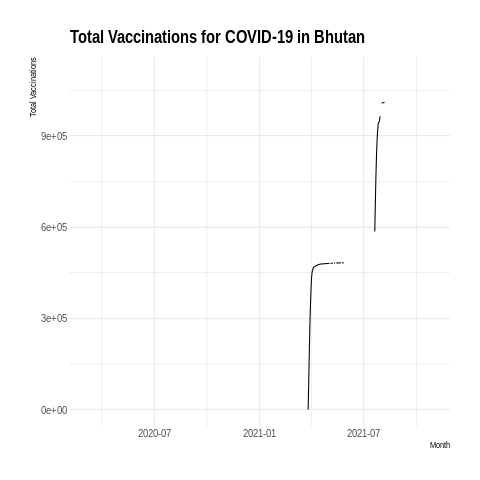 Total Vaccinations for COVID-19 in Bhutan
Total Vaccinations
9e+05
6e+05
3e+05
0e+00
2020-07
2021-01
2021-07
Month